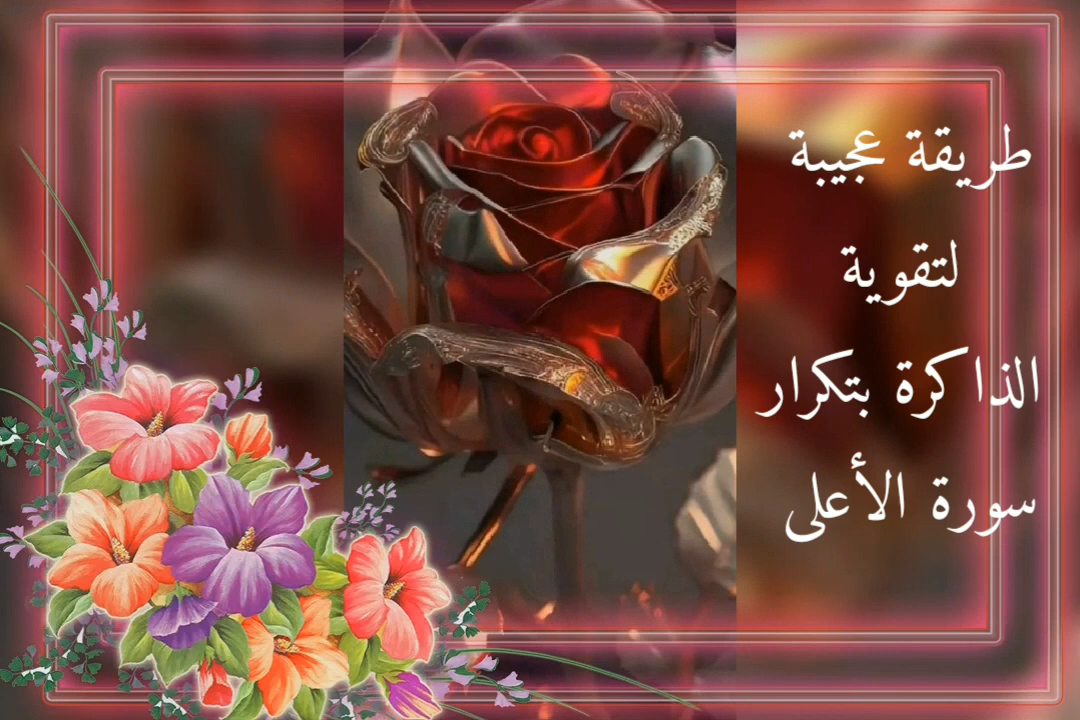 طريقة عجيبة
لتقوية
الذاكرة بتكرار
سورة الأعلى